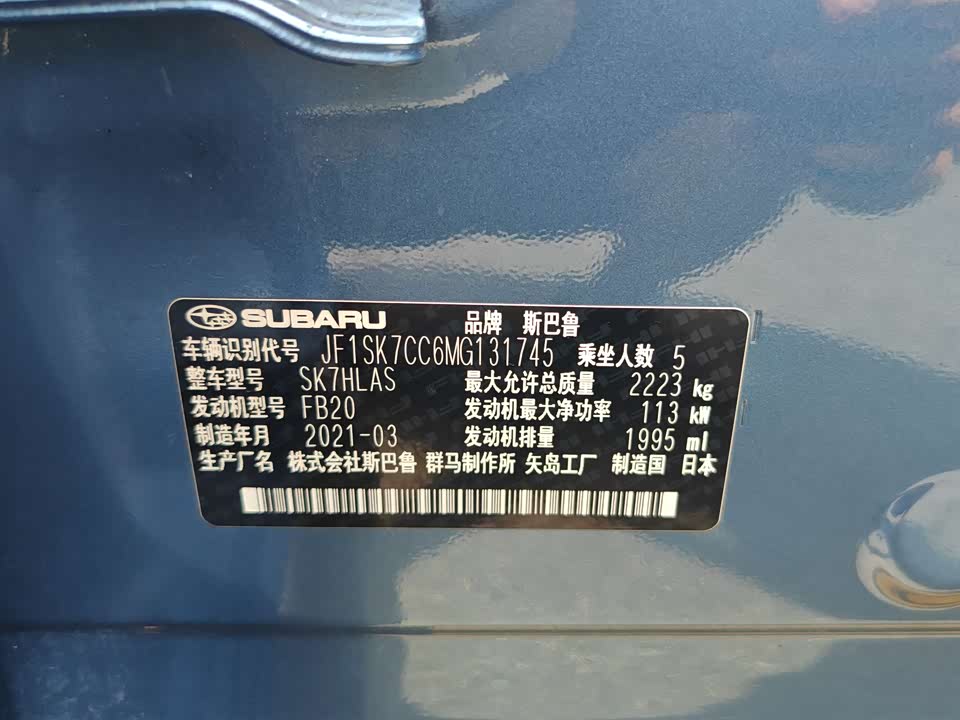 SUBARU 品牌 斯巴鲁
车辆识别代号 JF1SK7CC6MG131745 乘坐人数 5
整车型号 SK7HLAS 最大允许总质量 2223 kg
发动机型号 FB20 发动机最大净功率 113 kW
制造年月 2021-03 发动机排量 1995 ml
生产厂名 株式会社斯巴鲁 群马制作所 矢岛工厂 制造国 日本